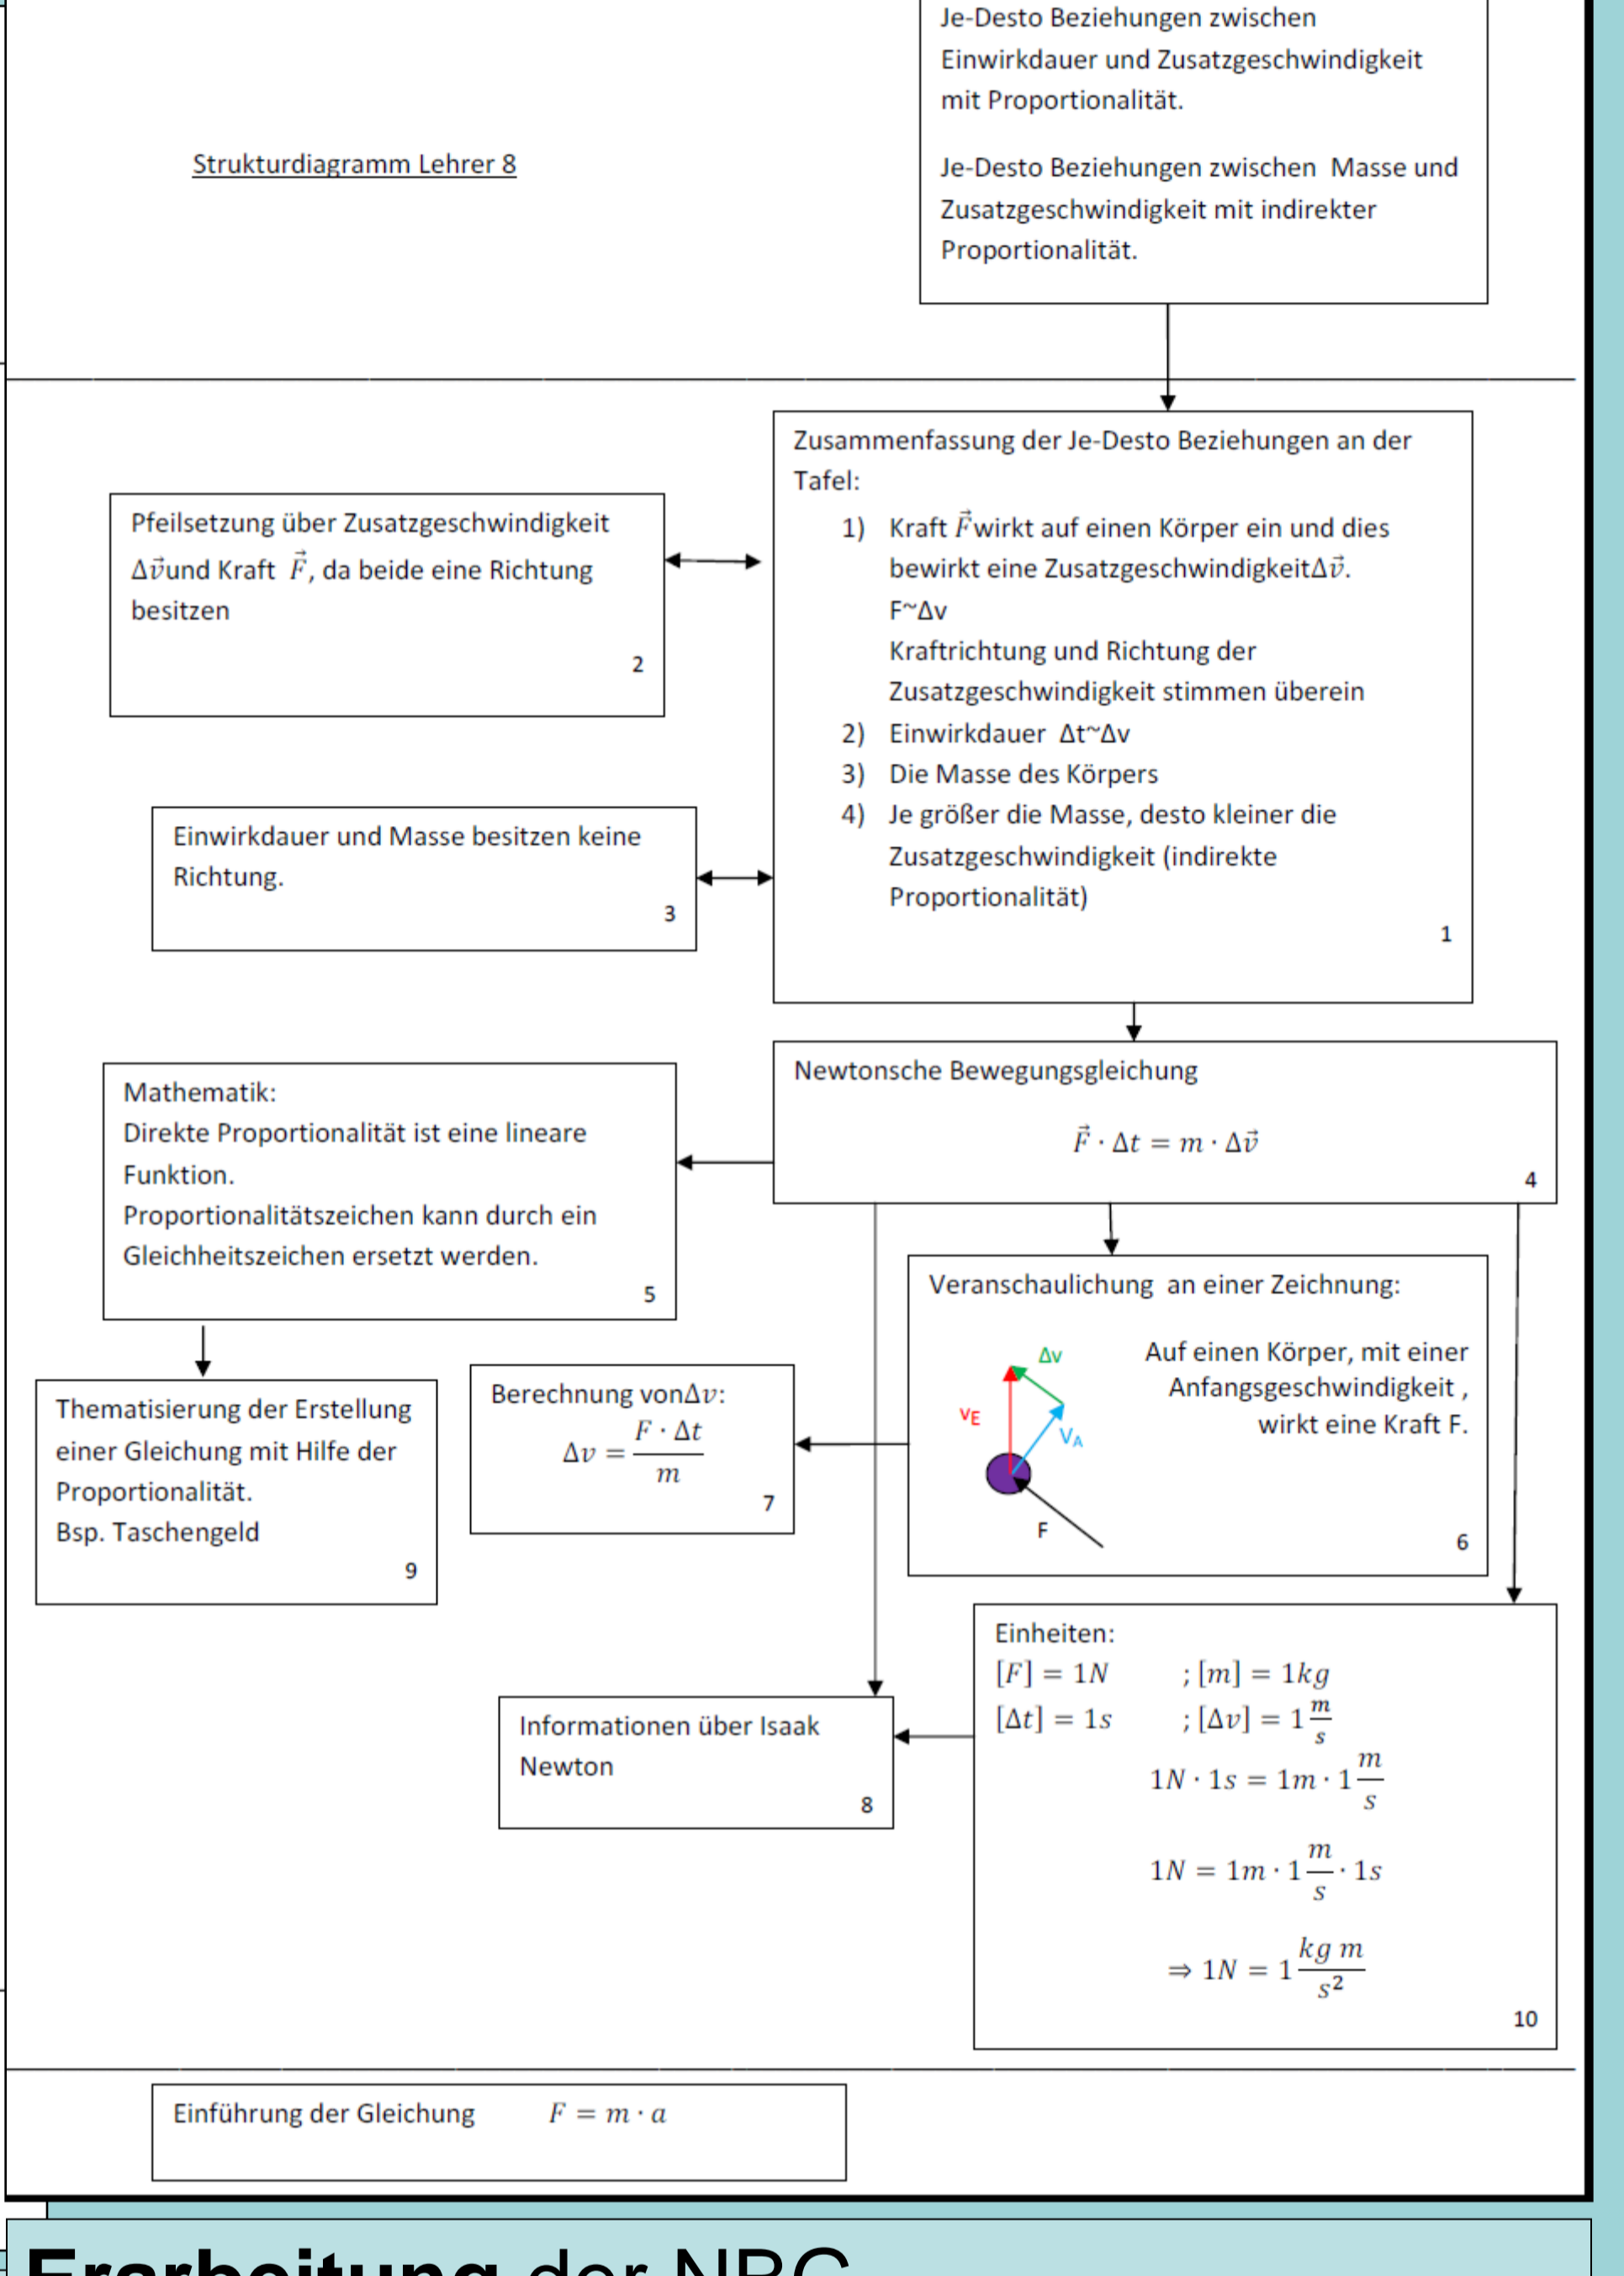 Je-Desto Beziehungen zwischen
Einwirkdauer und Zusatzgeschwindigkeit
mit Proportionalität.
Je-Desto Beziehungen zwischen Masse und
Zusatzgeschwindigkeit mit indirekter
Proportionalität.
Strukturdiagramm Lehrer 8
Zusammenfassung der Je-Desto Beziehungen an der
Tafel:
1) Kraft F⃗ wirkt auf einen Körper ein und dies
bewirkt eine ZusatzgeschwindigkeitΔv⃗.
F~Δv
Kraftrichtung und Richtung der
Zusatzgeschwindigkeit stimmen überein
2) Einwirkdauer Δt~Δv
3) Die Masse des Körpers
4) Je größer die Masse, desto kleiner die
Zusatzgeschwindigkeit (indirekte
Proportionalität)
1
Pfeilsetzung über Zusatzgeschwindigkeit
Δv⃗und Kraft F⃗, da beide eine Richtung
besitzen
2
Einwirkdauer und Masse besitzen keine
Richtung.
3
Newtonsche Bewegungsgleichung
F⃗ · Δt = m · Δv⃗
4
Mathematik:
Direkte Proportionalität ist eine lineare
Funktion.
Proportionalitätszeichen kann durch ein
Gleichheitszeichen ersetzt werden.
5
Veranschaulichung an einer Zeichnung:
Auf einen Körper, mit einer
Anfangsgeschwindigkeit ,
wirkt eine Kraft F.
Δv
vE
VA
F
6
Berechnung vonΔv:
Δv = F · Δt / m
7
Thematisierung der Erstellung
einer Gleichung mit Hilfe der
Proportionalität.
Bsp. Taschengeld
9
Informationen über Isaak
Newton
8
Einheiten:
[F] = 1N ; [m] = 1kg
[Δt] = 1s ; [Δv] = 1 m/s
1N · 1s = 1m · 1 m/s
1N = 1m · 1 m/s · 1s
⇒ 1N = 1 kg m/s²
10
Einführung der Gleichung F = m · a
Erarbeitung der NBG